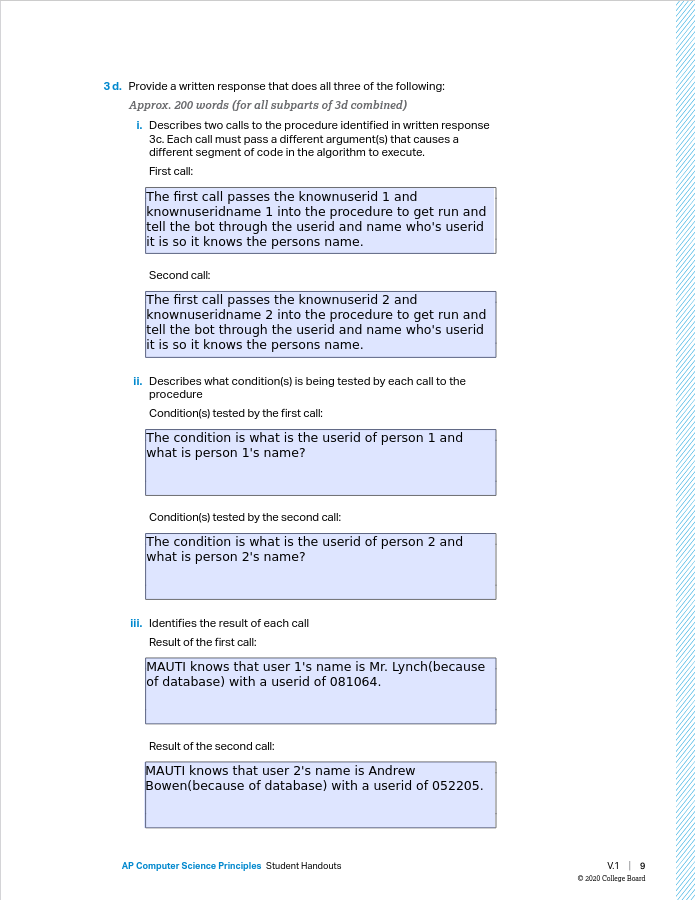 3 d. Provide a written response that does all three of the following:
Approx. 200 words (for all subparts of 3d combined)
i. Describes two calls to the procedure identified in written response
3c. Each call must pass a different argument(s) that causes a
different segment of code in the algorithm to execute.
First call:
The first call passes the knownuserid 1 and
knownuseridname 1 into the procedure to get run and
tell the bot through the userid and name who's userid
it is so it knows the persons name.
Second call:
The first call passes the knownuserid 2 and
knownuseridname 2 into the procedure to get run and
tell the bot through the userid and name who's userid
it is so it knows the persons name.
ii. Describes what condition(s) is being tested by each call to the
procedure
Condition(s) tested by the first call:
The condition is what is the userid of person 1 and
what is person 1's name?
Condition(s) tested by the second call:
The condition is what is the userid of person 2 and
what is person 2's name?
iii. Identifies the result of each call
Result of the first call:
MAUTI knows that user 1's name is Mr. Lynch(because
of database) with a userid of 081064.
Result of the second call:
MAUTI knows that user 2's name is Andrew
Bowen(because of database) with a userid of 052205.
AP Computer Science Principles Student Handouts
V.1 | 9
© 2020 College Board